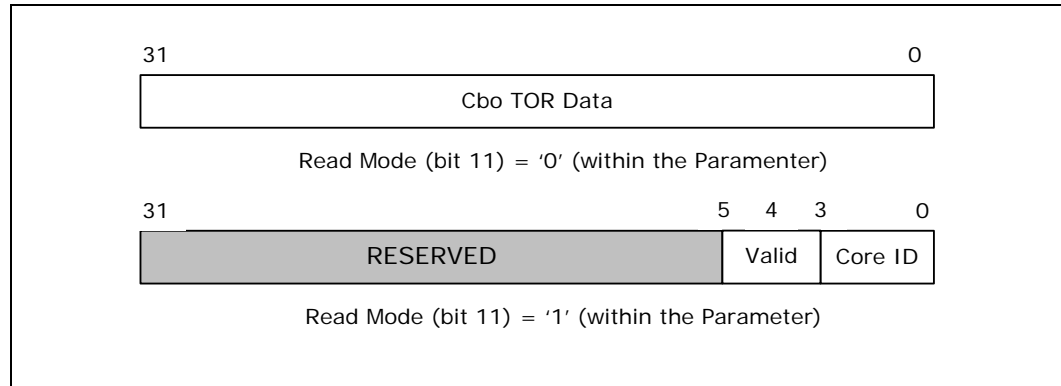 31 0
Cbo TOR Data
Read Mode (bit 11) = ‘0’ (within the Paramenter)
31 5 4 3 0
RESERVED Valid Core ID
Read Mode (bit 11) = ‘1’ (within the Parameter)